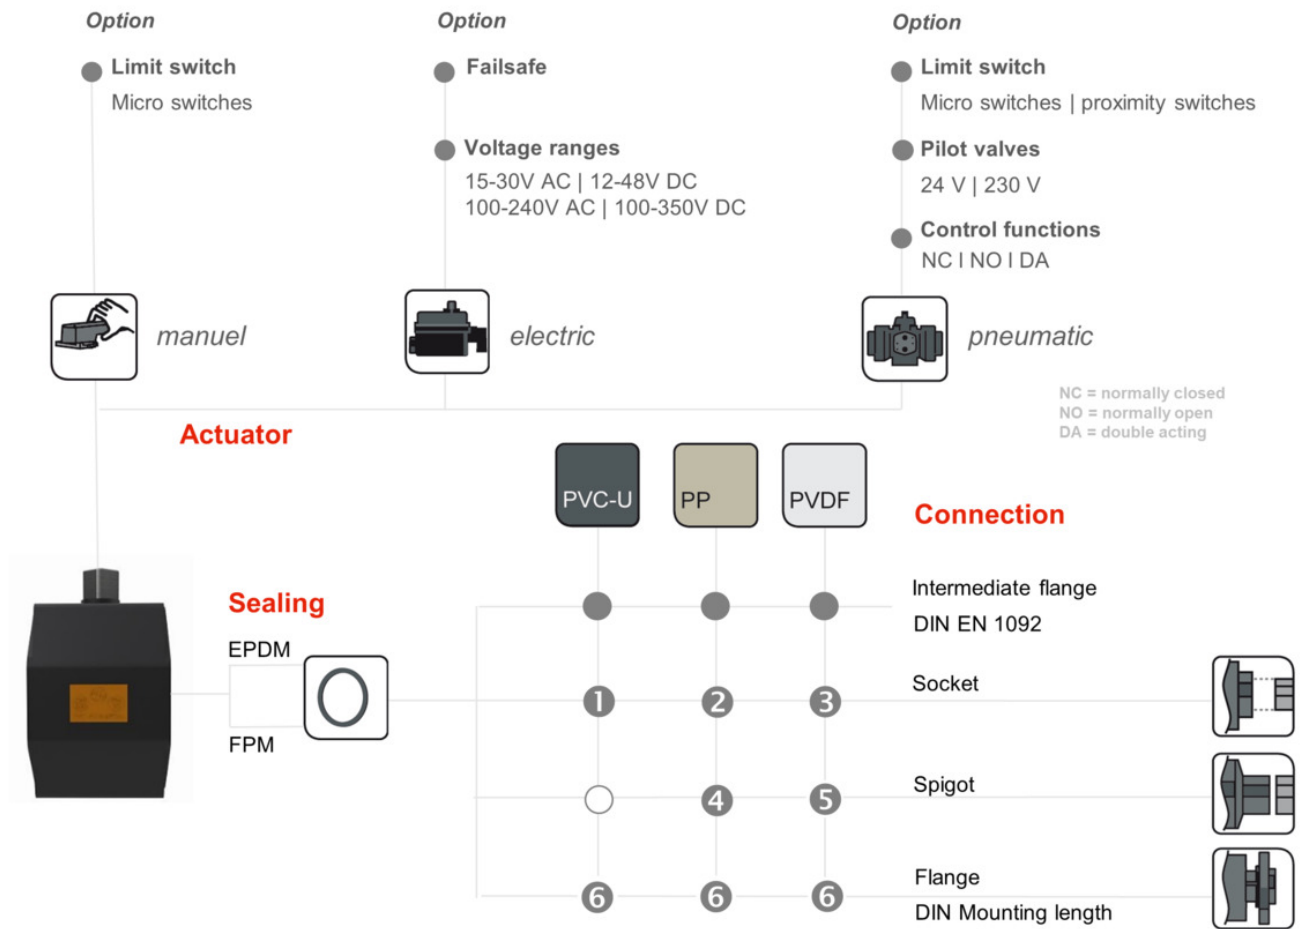 Option
Limit switch
Micro switches
manuel
Option
Failsafe
Voltage ranges
15-30V AC | 12-48V DC
100-240V AC | 100-350V DC
electric
Option
Limit switch
Micro switches | proximity switches
Pilot valves
24 V | 230 V
Control functions
NC I NO I DA
pneumatic
NC = normally closed
NO = normally open
DA = double acting
Actuator
PVC-U PP PVDF
Connection
Sealing
EPDM
FPM
Intermediate flange
DIN EN 1092
1 2 3 Socket
4 5 Spigot
6 6 6 Flange
DIN Mounting length